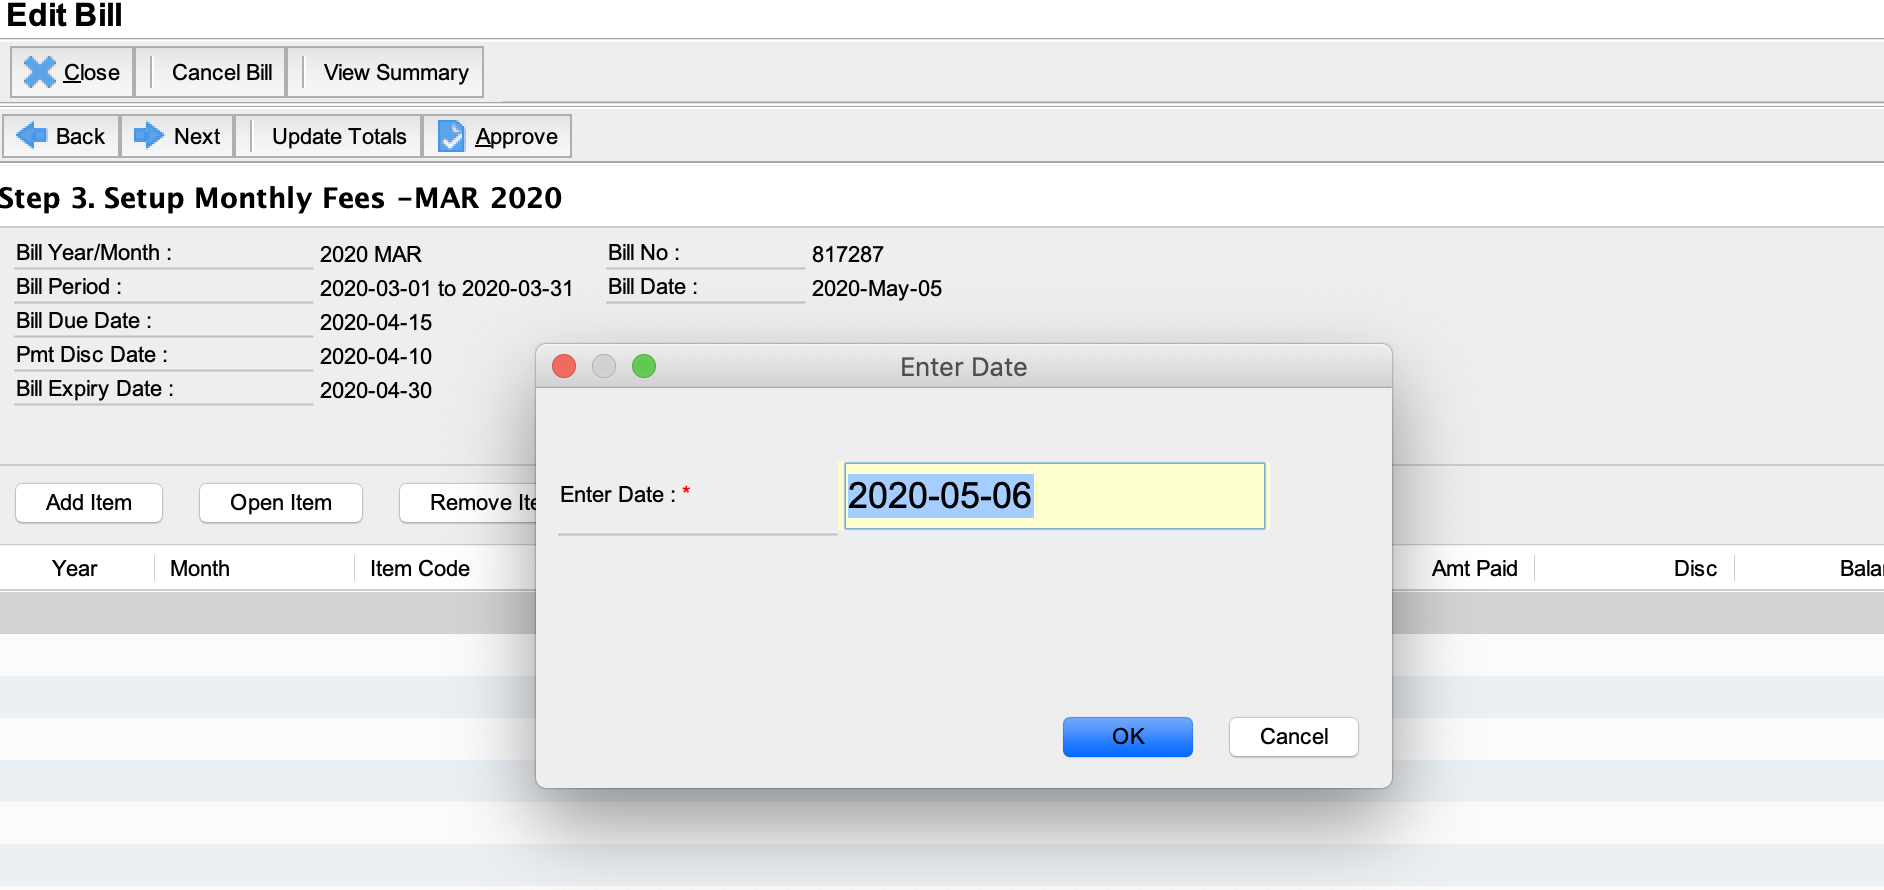 Edit Bill
Close Cancel Bill View Summary
Back Next Update Totals Approve
Step 3. Setup Monthly Fees -MAR 2020
Bill Year/Month : 2020 MAR Bill No : 817287
Bill Period : 2020-03-01 to 2020-03-31 Bill Date : 2020-May-05
Bill Due Date : 2020-04-15
Pmt Disc Date : 2020-04-10
Bill Expiry Date : 2020-04-30
Enter Date
Enter Date : * 2020-05-06
Add Item Open Item Remove Ite
Year Month Item Code Amt Paid Disc Bala
OK Cancel